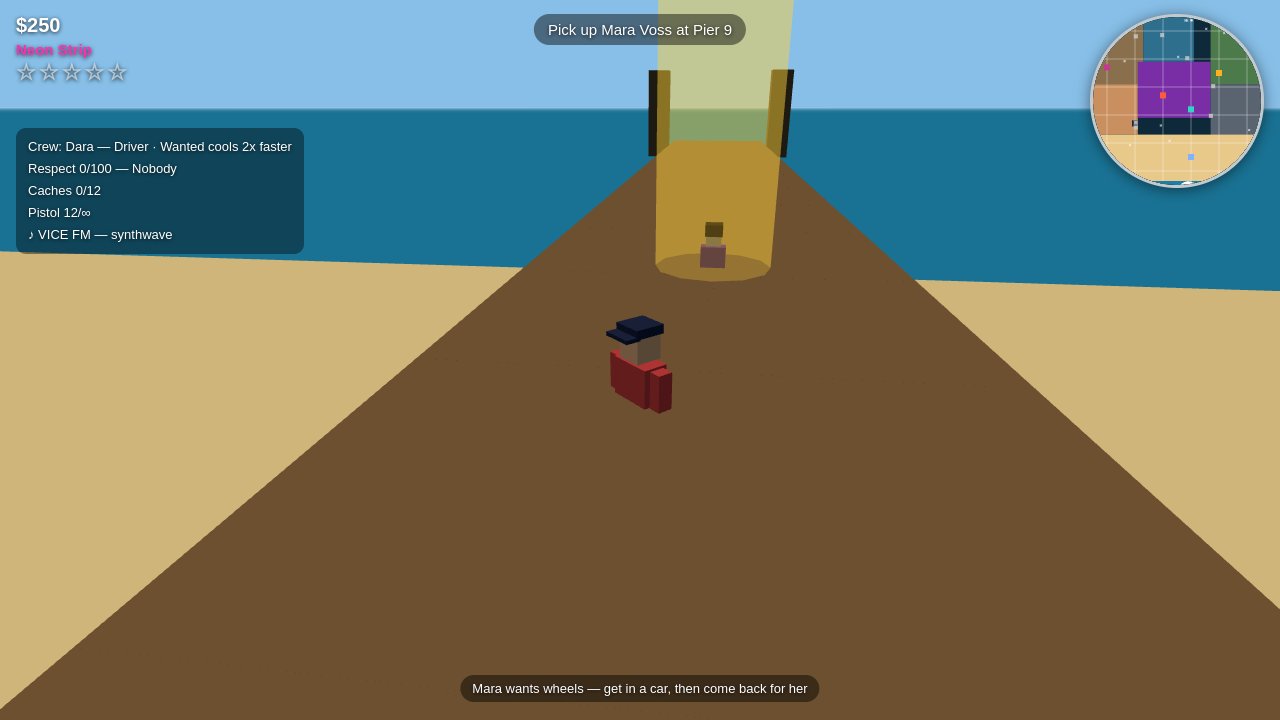 $250
Neon Strip
Pick up Mara Voss at Pier 9
Crew: Dara — Driver · Wanted cools 2x faster
Respect 0/100 — Nobody
Caches 0/12
Pistol 12/∞
♪ VICE FM — synthwave
Mara wants wheels — get in a car, then come back for her